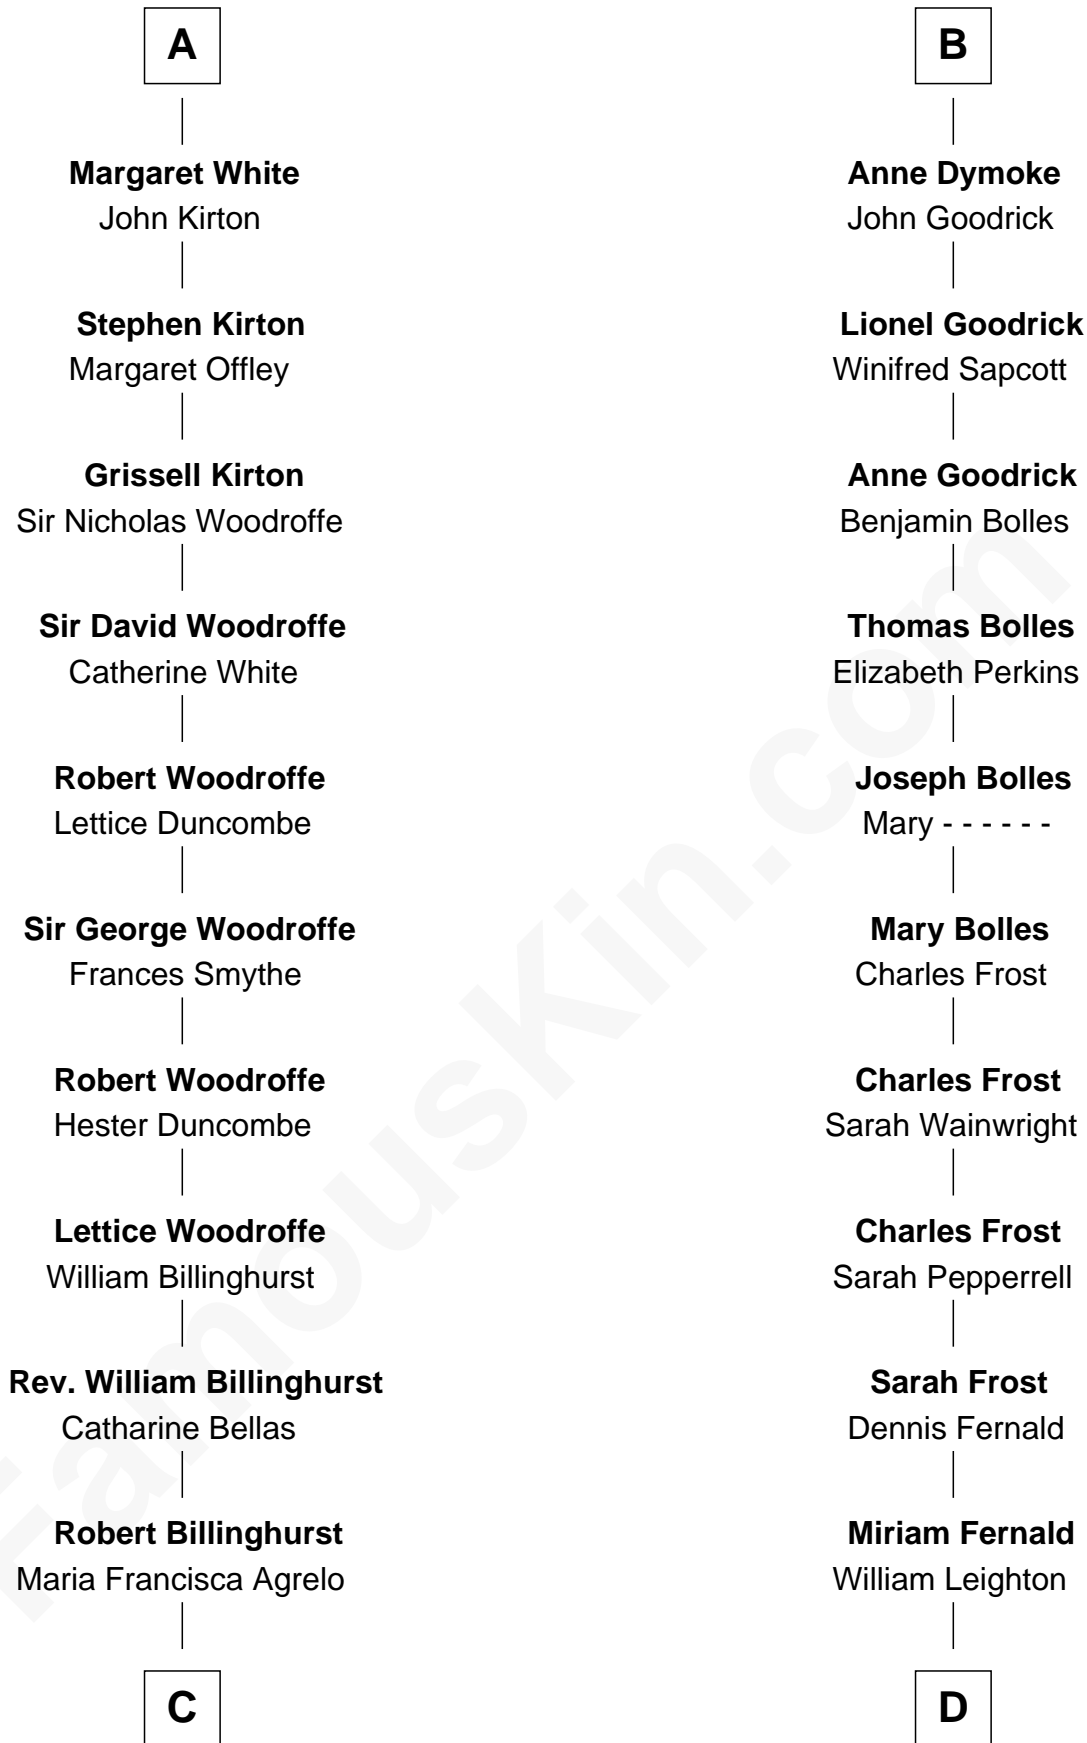 A
Margaret White
John Kirton
Stephen Kirton
Margaret Offley
Grissell Kirton
Sir Nicholas Woodroffe
Sir David Woodroffe
Catherine White
Robert Woodroffe
Lettice Duncombe
Sir George Woodroffe
Frances Smythe
Robert Woodroffe
Hester Duncombe
Lettice Woodroffe
William Billinghurst
Rev. William Billinghurst
Catharine Bellas
Robert Billinghurst
Maria Francisca Agrelo
C
B
Anne Dymoke
John Goodrick
Lionel Goodrick
Winifred Sapcott
Anne Goodrick
Benjamin Bolles
Thomas Bolles
Elizabeth Perkins
Joseph Bolles
Mary - - - - - -
Mary Bolles
Charles Frost
Charles Frost
Sarah Wainwright
Charles Frost
Sarah Pepperrell
Sarah Frost
Dennis Fernald
Miriam Fernald
William Leighton
D
FamousKin.com